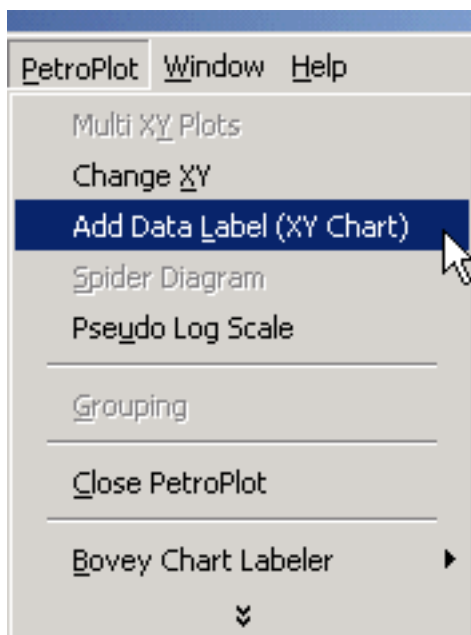 PetroPlot Window Help
Multi XY Plots
Change XY
Add Data Label (XY Chart)
Spider Diagram
Pseudo Log Scale
Grouping
Close PetroPlot
Bovey Chart Labeler